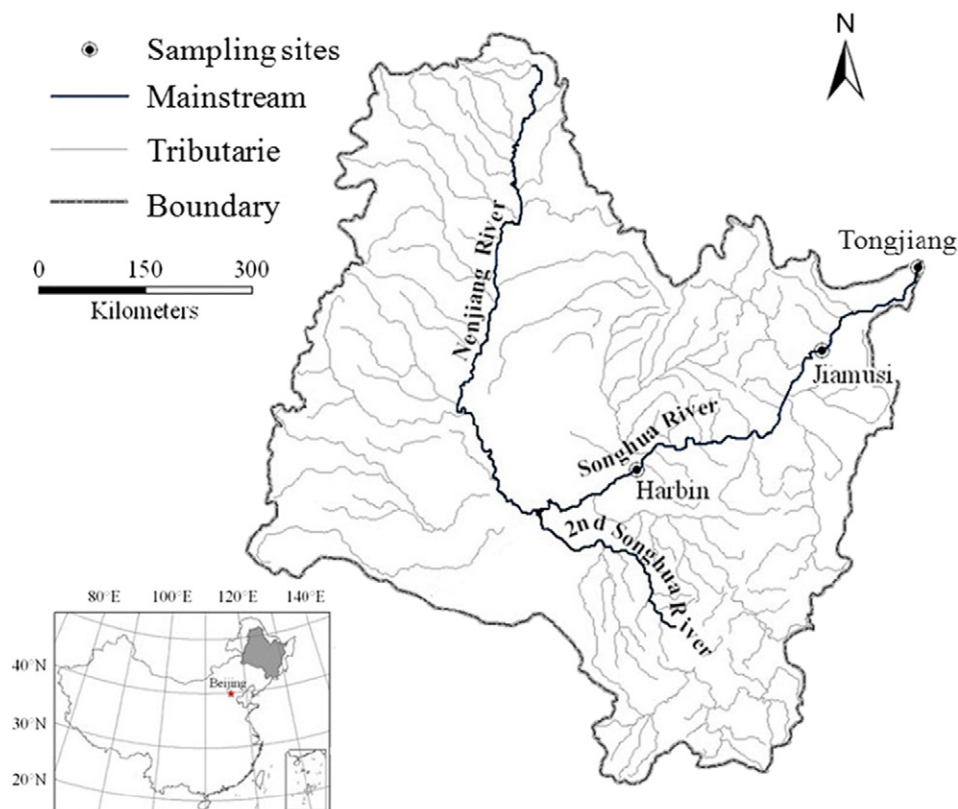 N
Sampling sites
Mainstream
Tributarie
Boundary
0 150 300
Kilometers
Tongjiang
Nenjiang River
Jiamusi
Songhua River
Harbin
2nd Songhua River
80°E 100°E 120°E 140°E
40°N
Beijing
30°N
20°N